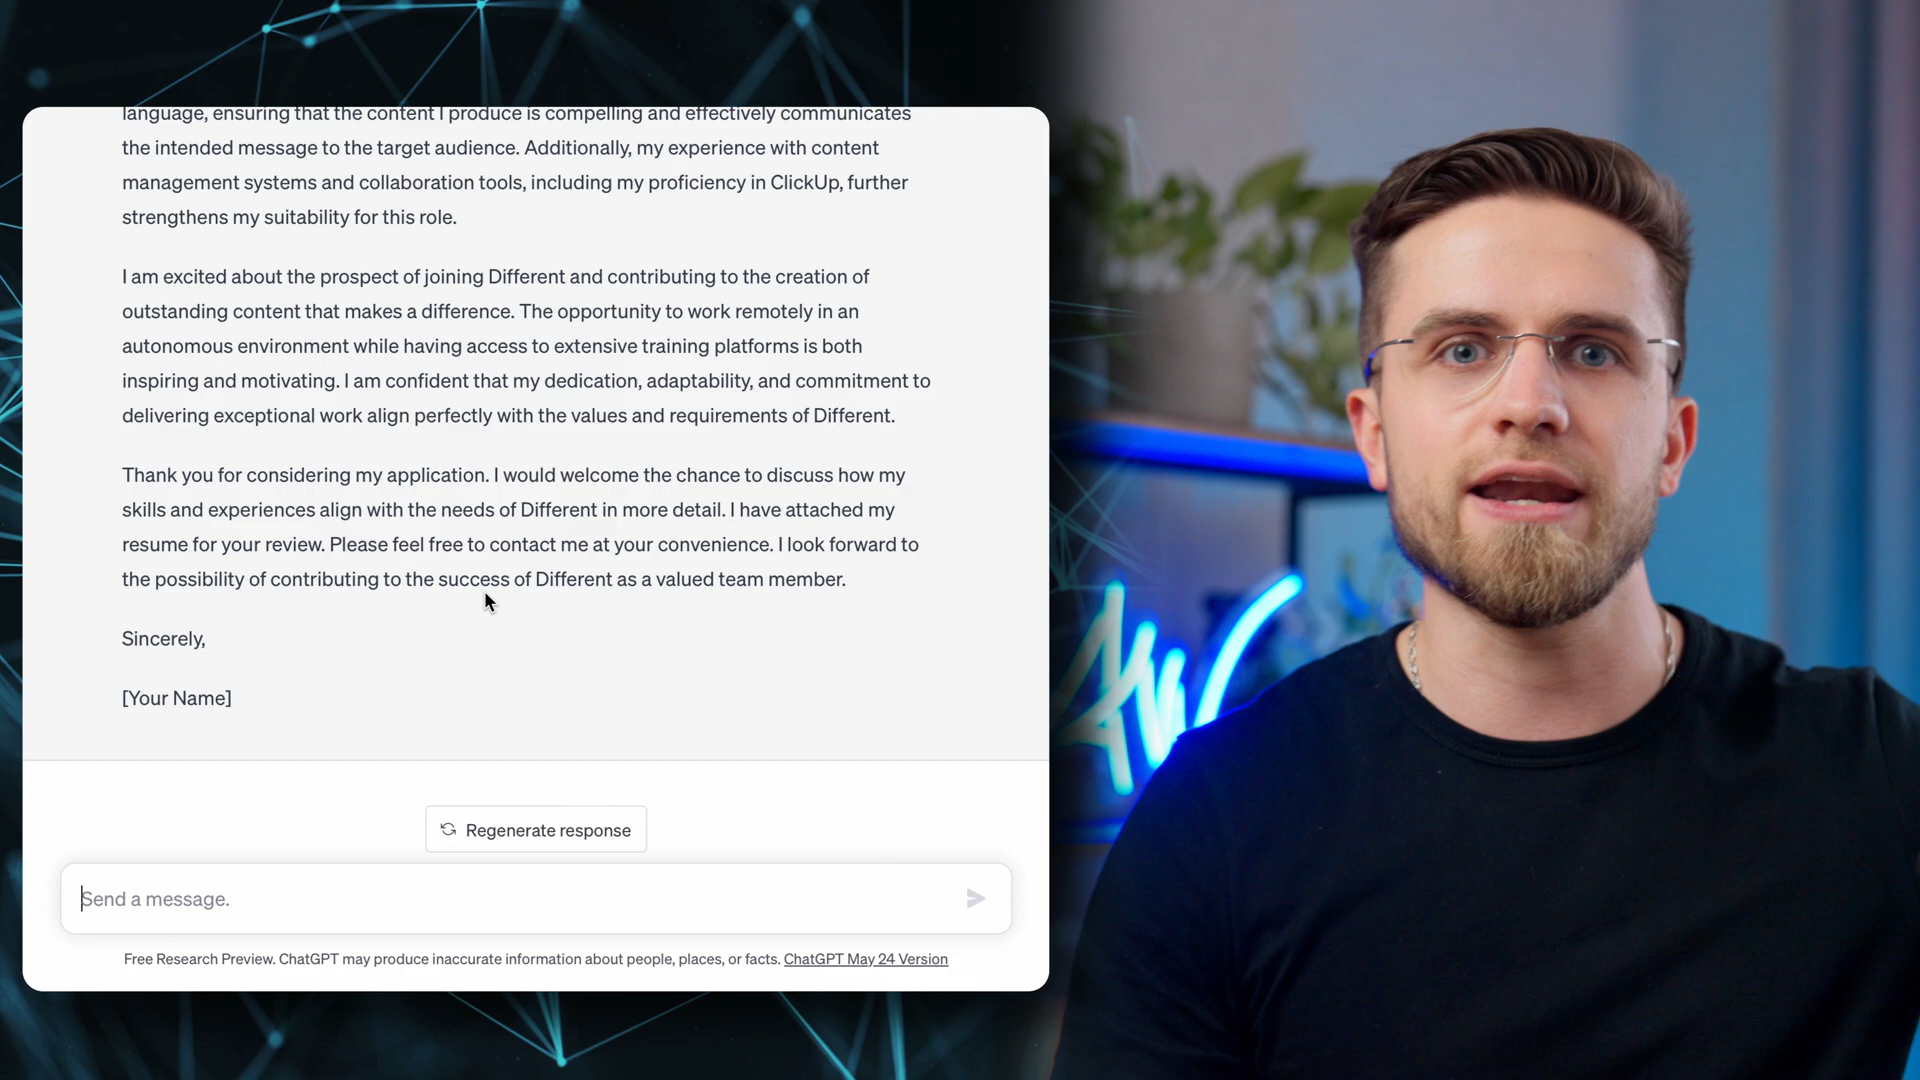 language, ensuring that the content I produce is compelling and effectively communicates
the intended message to the target audience. Additionally, my experience with content
management systems and collaboration tools, including my proficiency in ClickUp, further
strengthens my suitability for this role.
I am excited about the prospect of joining Different and contributing to the creation of
outstanding content that makes a difference. The opportunity to work remotely in an
autonomous environment while having access to extensive training platforms is both
inspiring and motivating. I am confident that my dedication, adaptability, and commitment to
delivering exceptional work align perfectly with the values and requirements of Different.
Thank you for considering my application. I would welcome the chance to discuss how my
skills and experiences align with the needs of Different in more detail. I have attached my
resume for your review. Please feel free to contact me at your convenience. I look forward to
the possibility of contributing to the success of Different as a valued team member.
Sincerely,
[Your Name]
Regenerate response
Send a message.
Free Research Preview. ChatGPT may produce inaccurate information about people, places, or facts. ChatGPT May 24 Version